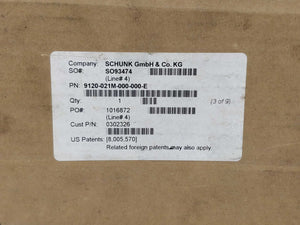 Company: SCHUNK GmbH & Co. KG
SO#: SO93474
(Line# 4)
PN: 9120-021M-000-000-E
Qty: 1 (3 of 9)
PO#: 1016872
(Line# 4)
Cust P/N: 0302326
US Patents: [8,005,570]
Related foreign patents may also apply.